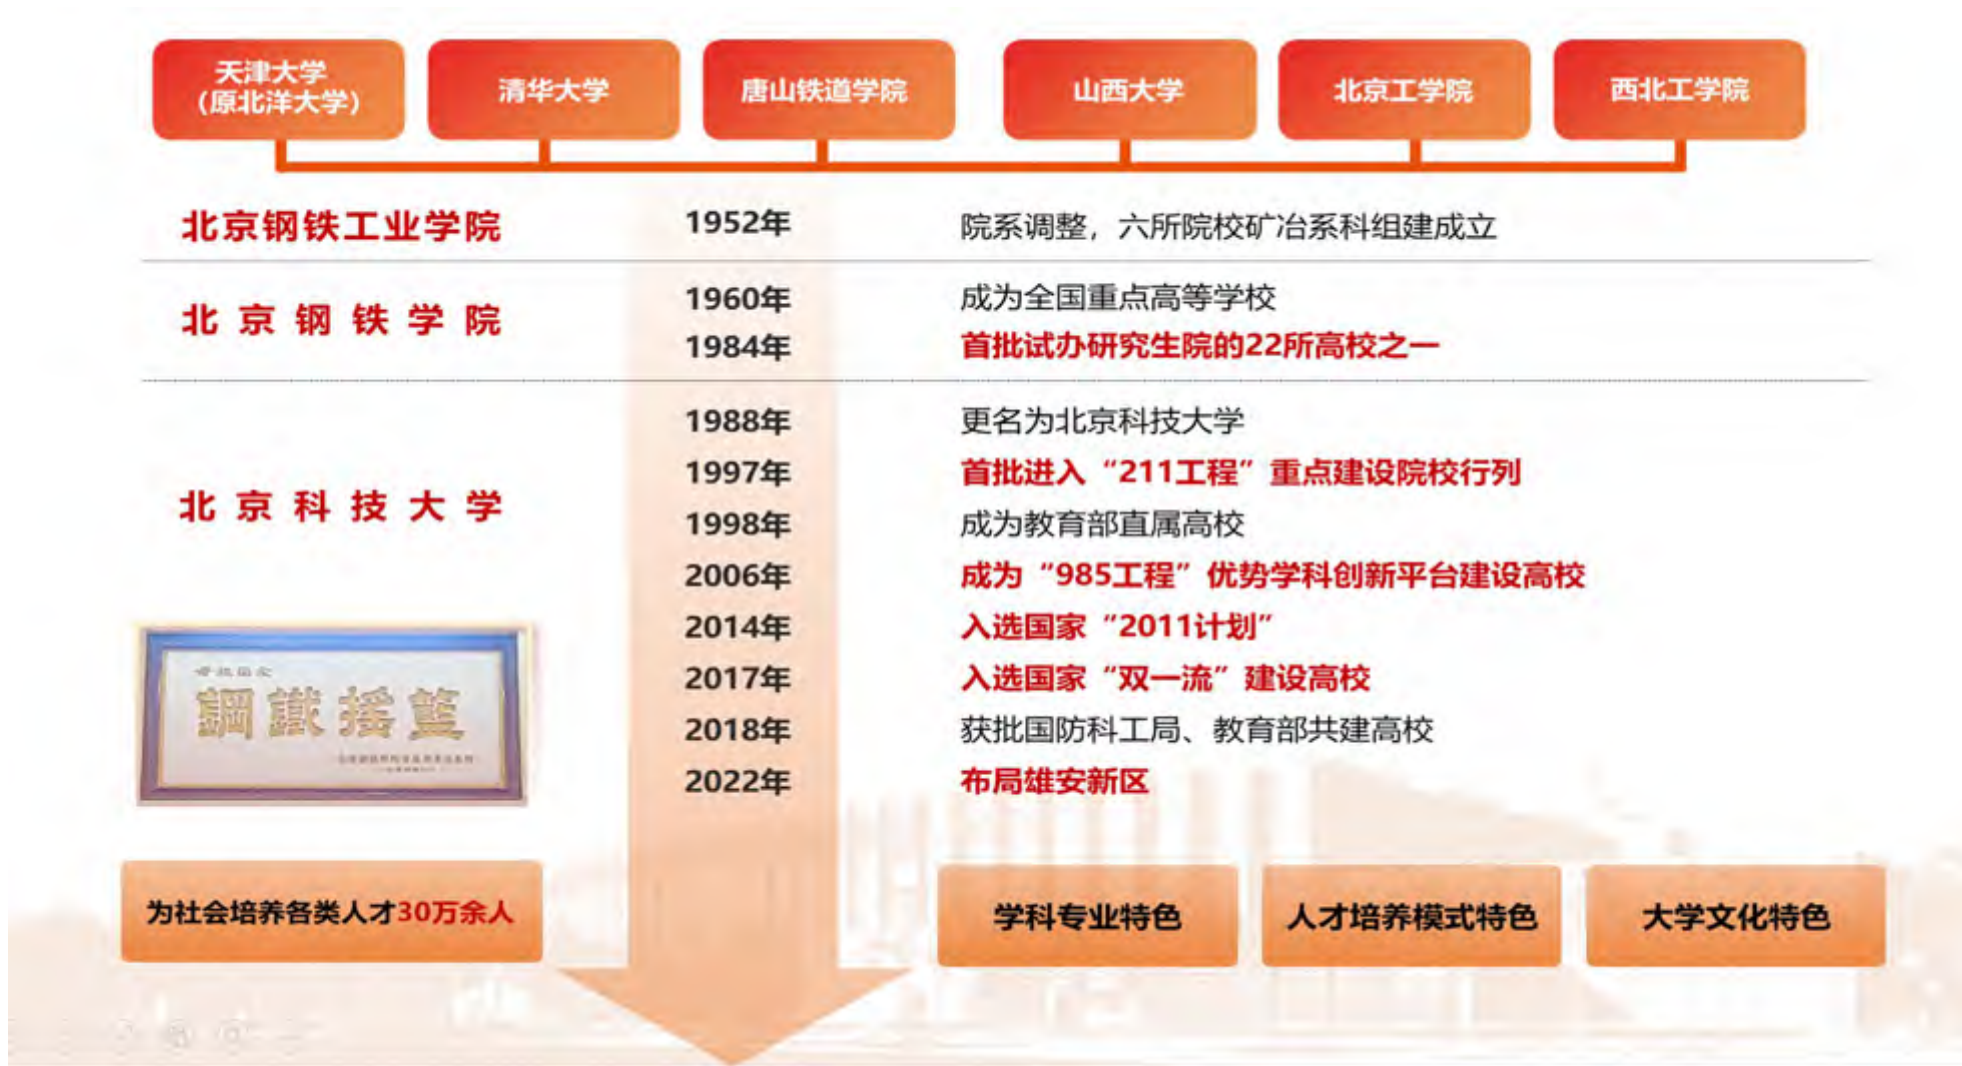 天津大学
（原北洋大学）
清华大学
唐山铁道学院
山西大学
北京工学院
西北工学院
北京钢铁工业学院
1952年
院系调整，六所院校矿冶系科组建成立
北京钢铁学院
1960年
成为全国重点高等学校
1984年
首批试办研究生院的22所高校之一
北京科技大学
1988年
更名为北京科技大学
1997年
首批进入“211工程”重点建设院校行列
1998年
成为教育部直属高校
2006年
成为“985工程”优势学科创新平台建设高校
2014年
入选国家“2011计划”
2017年
入选国家“双一流”建设高校
2018年
获批国防科工局、教育部共建高校
2022年
布局雄安新区
鋼鐵搖籃
为社会培养各类人才30万余人
学科专业特色
人才培养模式特色
大学文化特色